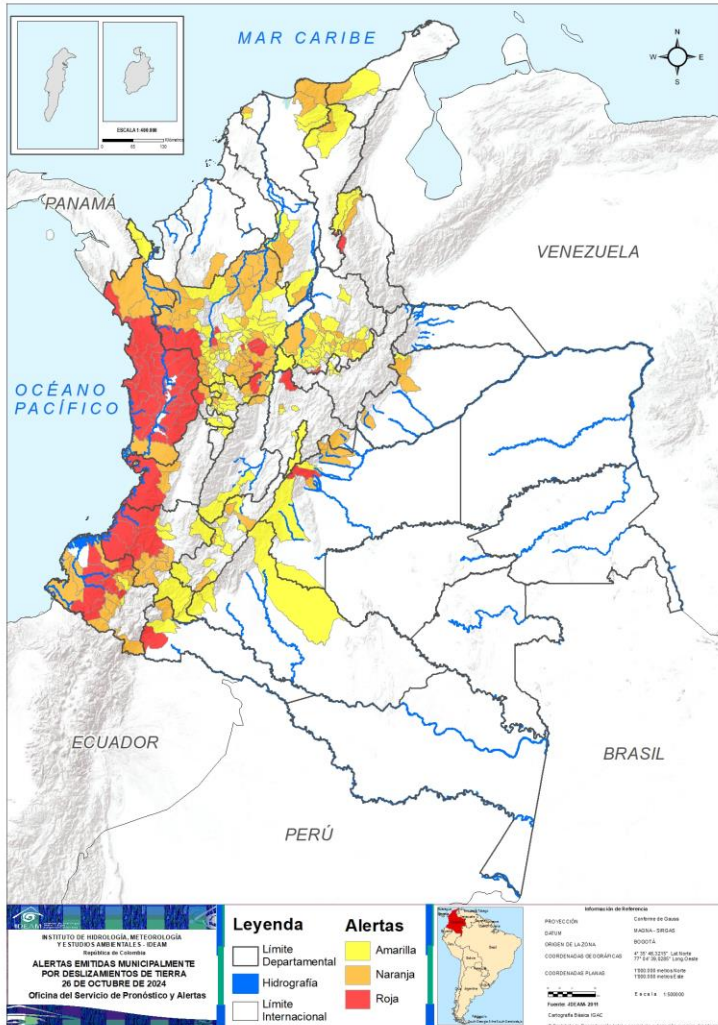 MAR CARIBE
N
W
E
S
PANAMÁ
VENEZUELA
OCÉANO
PACÍFICO
ECUADOR
PERÚ
BRASIL
IDEAM
INSTITUTO DE HIDROLOGÍA, METEOROLOGÍA
Y ESTUDIOS AMBIENTALES - IDEAM
República de Colombia
ALERTAS EMITIDAS MUNICIPALMENTE
POR DESLIZAMIENTOS DE TIERRA
26 DE OCTUBRE DE 2024
Oficina del Servicio de Pronóstico y Alertas
Leyenda
Límite
Departamental
Hidrografía
Límite
Internacional
Alertas
Amarilla
Naranja
Roja
Información de Referencia
PROYECCIÓN
Conforme de Gauss
DATUM
MAGNA - SIRGAS
ORIGEN DE LA ZONA
BOGOTÁ
COORDENADAS GEOGRÁFICAS
COORDENADAS PLANAS
Escala
Cartografía Básica IGAC